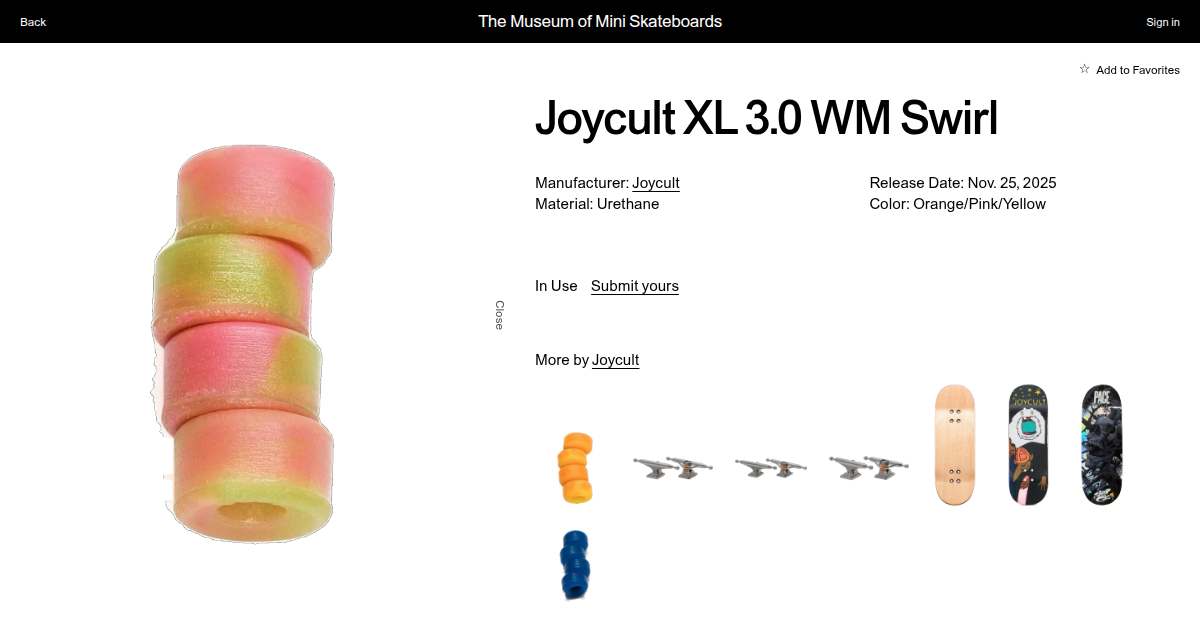 Back
The Museum of Mini Skateboards
Sign in
☆ Add to Favorites
Joycult XL 3.0 WM Swirl
Manufacturer: Joycult
Material: Urethane
Release Date: Nov. 25, 2025
Color: Orange/Pink/Yellow
In Use Submit yours
Close
More by Joycult
JOYCULT
PACE